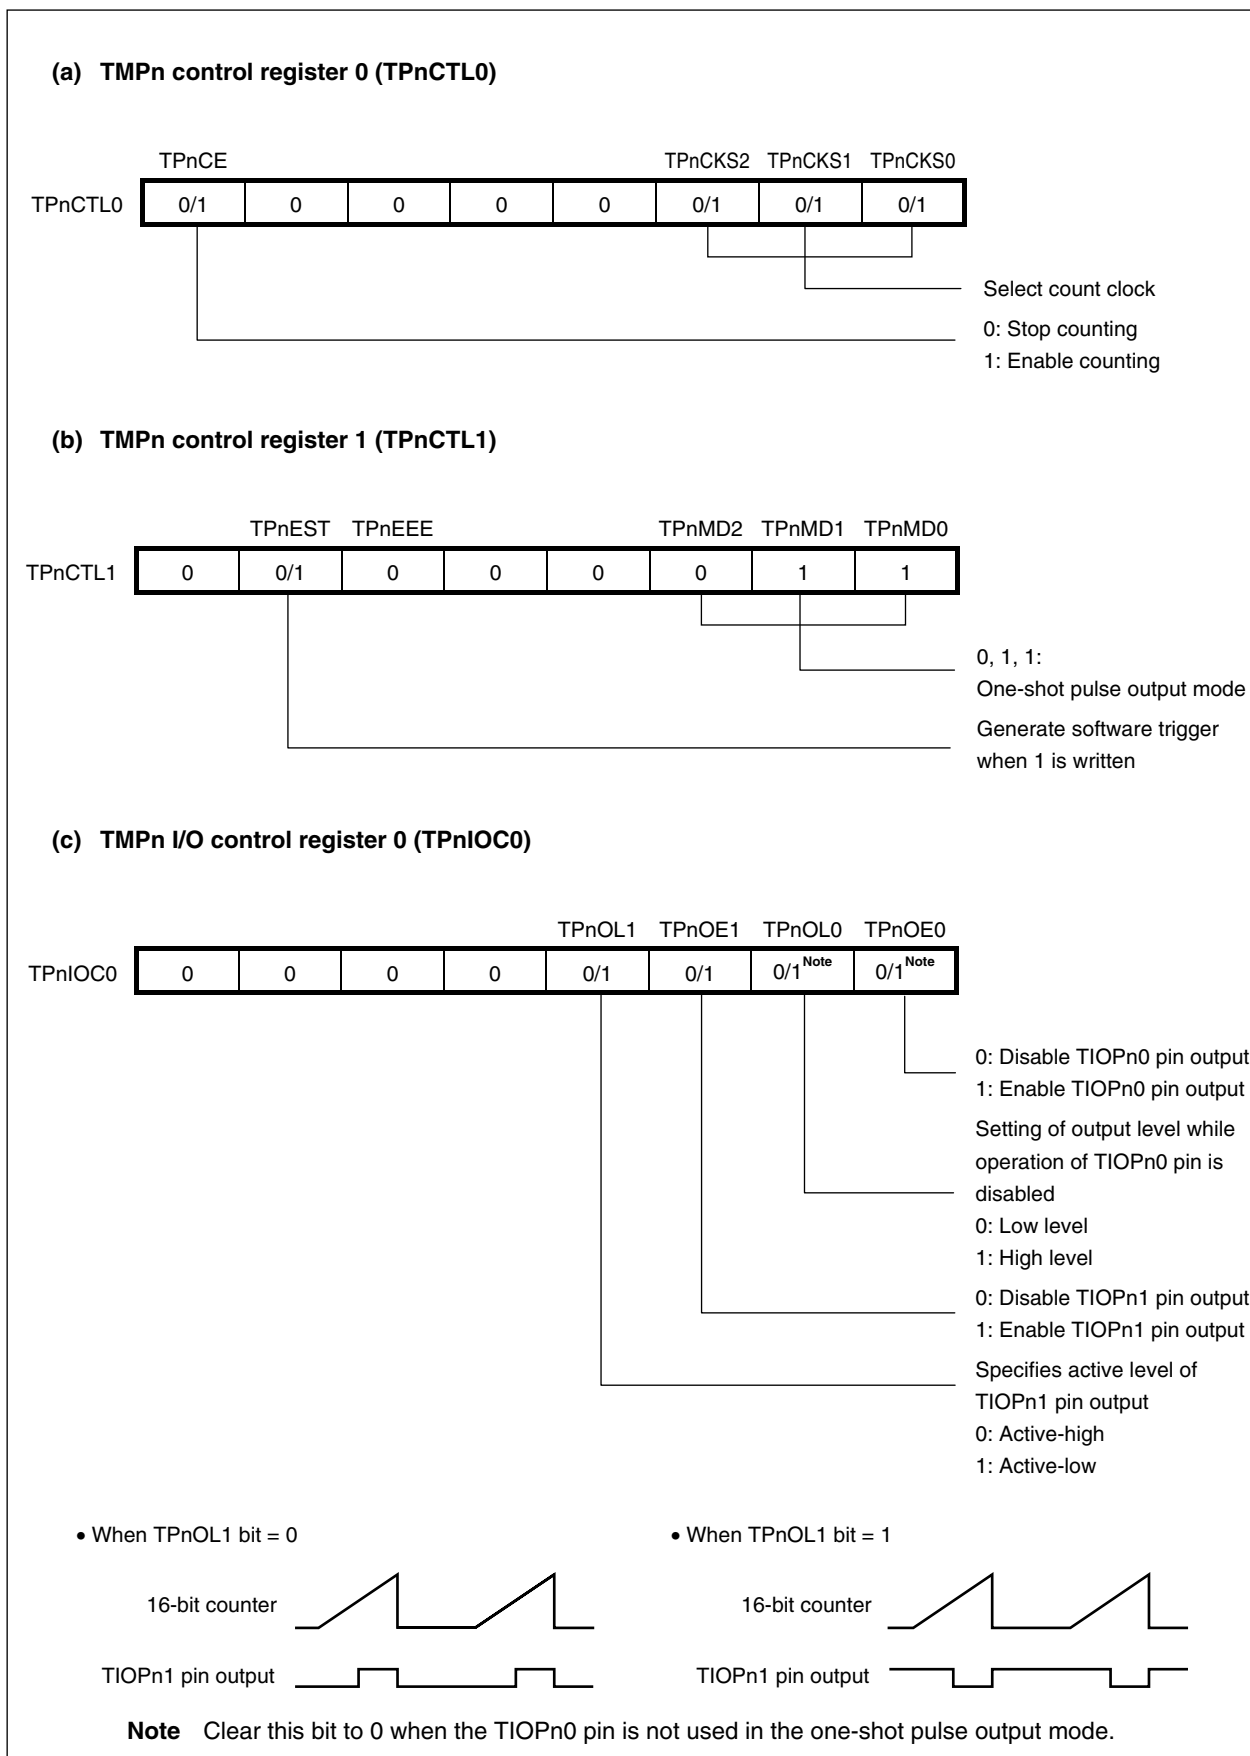 (a) TMPn control register 0 (TPnCTL0)
TPnCE TPnCKS2 TPnCKS1 TPnCKS0
TPnCTL0 0/1 0 0 0 0 0/1 0/1 0/1
Select count clock
0: Stop counting
1: Enable counting
(b) TMPn control register 1 (TPnCTL1)
TPnEST TPnEEE TPnMD2 TPnMD1 TPnMD0
TPnCTL1 0 0/1 0 0 0 0 1 1
0, 1, 1:
One-shot pulse output mode
Generate software trigger
when 1 is written
(c) TMPn I/O control register 0 (TPnIOC0)
TPnOL1 TPnOE1 TPnOL0 TPnOE0
TPnIOC0 0 0 0 0 0/1 0/1 0/1Note 0/1Note
0: Disable TIOPn0 pin output
1: Enable TIOPn0 pin output
Setting of output level while
operation of TIOPn0 pin is
disabled
0: Low level
1: High level
0: Disable TIOPn1 pin output
1: Enable TIOPn1 pin output
Specifies active level of
TIOPn1 pin output
0: Active-high
1: Active-low
• When TPnOL1 bit = 0
16-bit counter
TIOPn1 pin output
• When TPnOL1 bit = 1
16-bit counter
TIOPn1 pin output
Note Clear this bit to 0 when the TIOPn0 pin is not used in the one-shot pulse output mode.